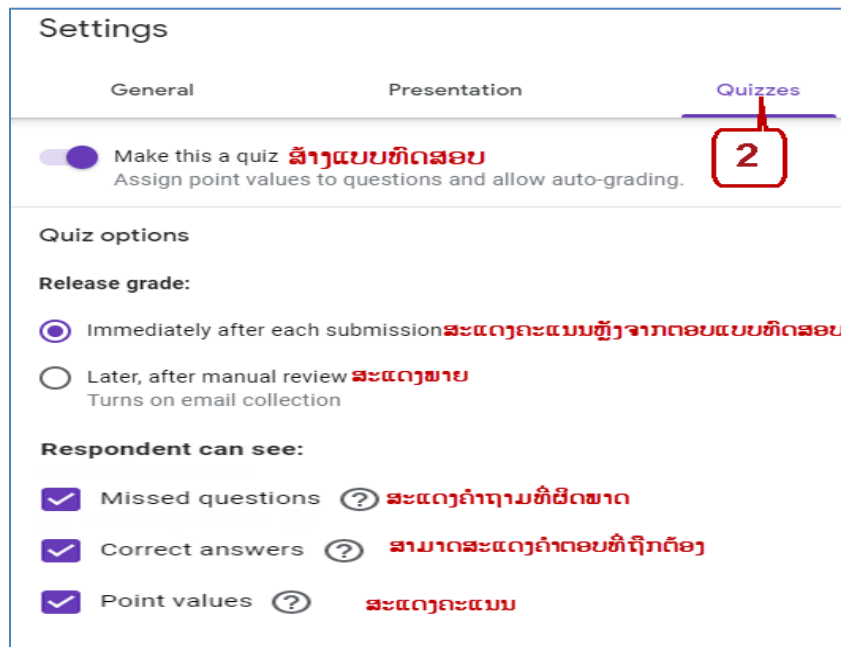 Settings
General Presentation Quizzes
2
Make this a quiz ສ້າງແບບທົດສອບ
Assign point values to questions and allow auto-grading.
Quiz options
Release grade:
Immediately after each submission ສະແດງຄະແນນຫຼັງຈາກຕອບແບບທົດສອບ
Later, after manual review ສະແດງພາຍ
Turns on email collection
Respondent can see:
Missed questions ສະແດງຄຳຖາມທີ່ຜິດພາດ
Correct answers ສາມາດສະແດງຄຳຕອບທີ່ຖືກຕ້ອງ
Point values ສະແດງຄະແນນ